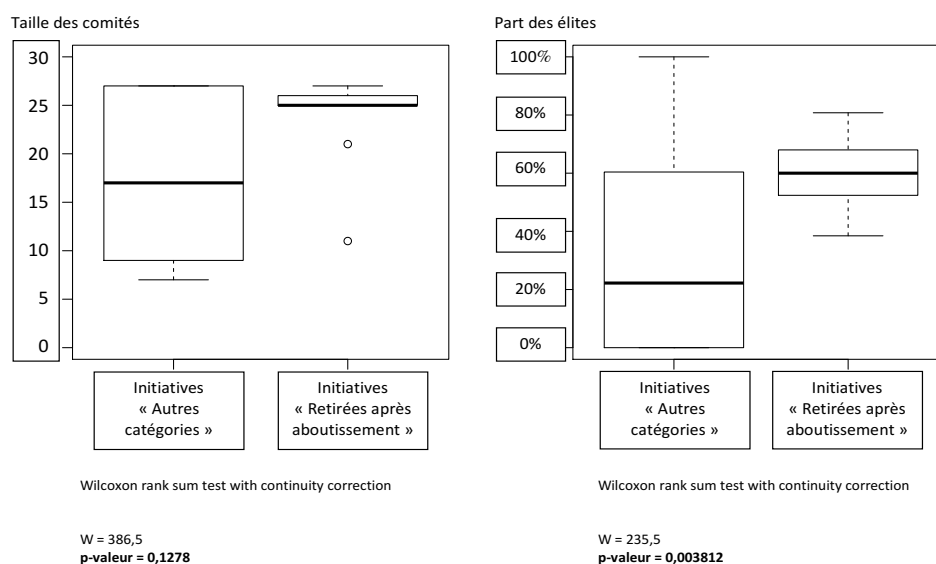 Taille des comités
30
25
20
15
10
5
0
Initiatives
« Autres
catégories »
Initiatives
« Retirées après
aboutissement »
Wilcoxon rank sum test with continuity correction
W = 386,5
p-valeur = 0,1278
Part des élites
100%
80%
60%
40%
20%
0%
Initiatives
« Autres
catégories »
Initiatives
« Retirées après
aboutissement »
Wilcoxon rank sum test with continuity correction
W = 235,5
p-valeur = 0,003812